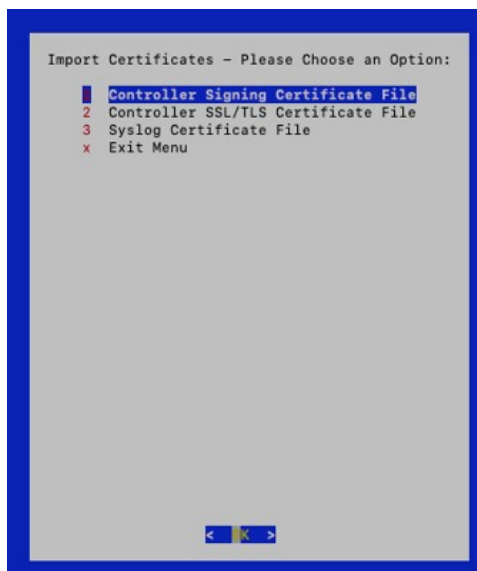 Import Certificates – Please Choose an Option:
Controller Signing Certificate File
2 Controller SSL/TLS Certificate File
3 Syslog Certificate File
x Exit Menu
< OK >